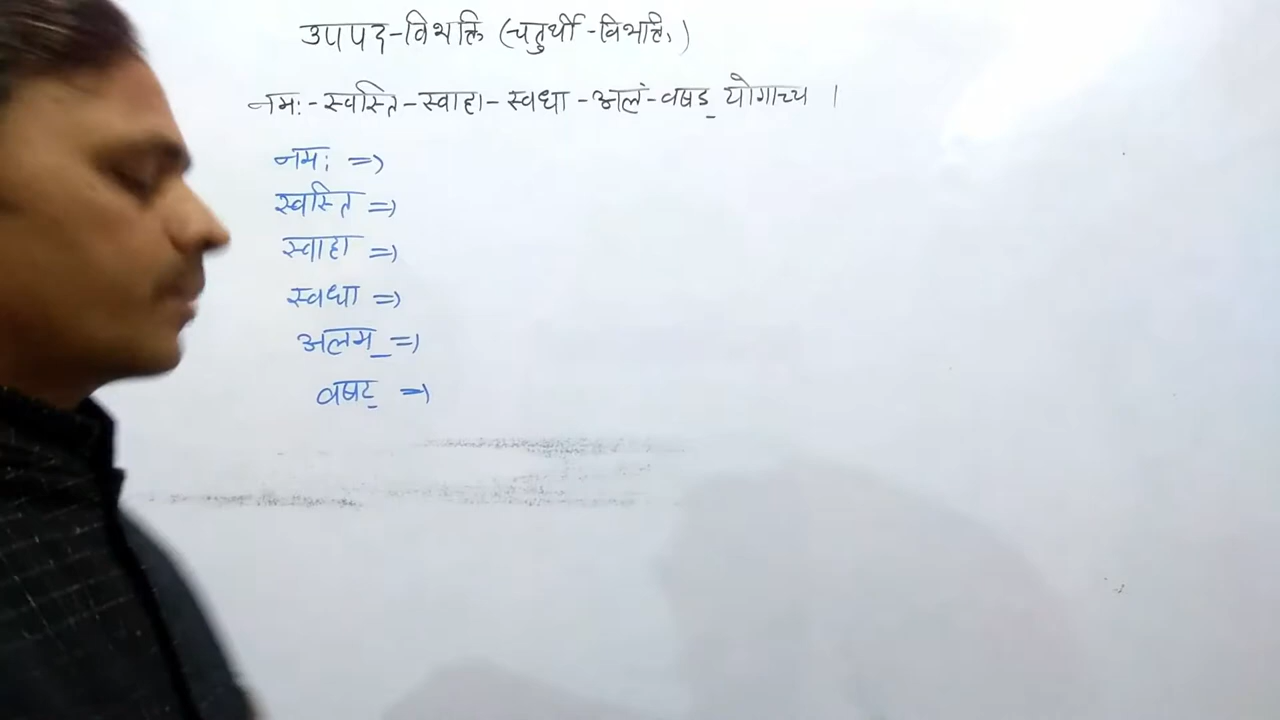 उपपद-विभक्ति (चतुर्थी-विभक्ति)
नमः-स्वस्ति-स्वाहा-स्वधा-अलं-वषड् योगाच्च ।
नमः =>
स्वस्ति =>
स्वाहा =>
स्वधा =>
अलम् =>
वषट् =>